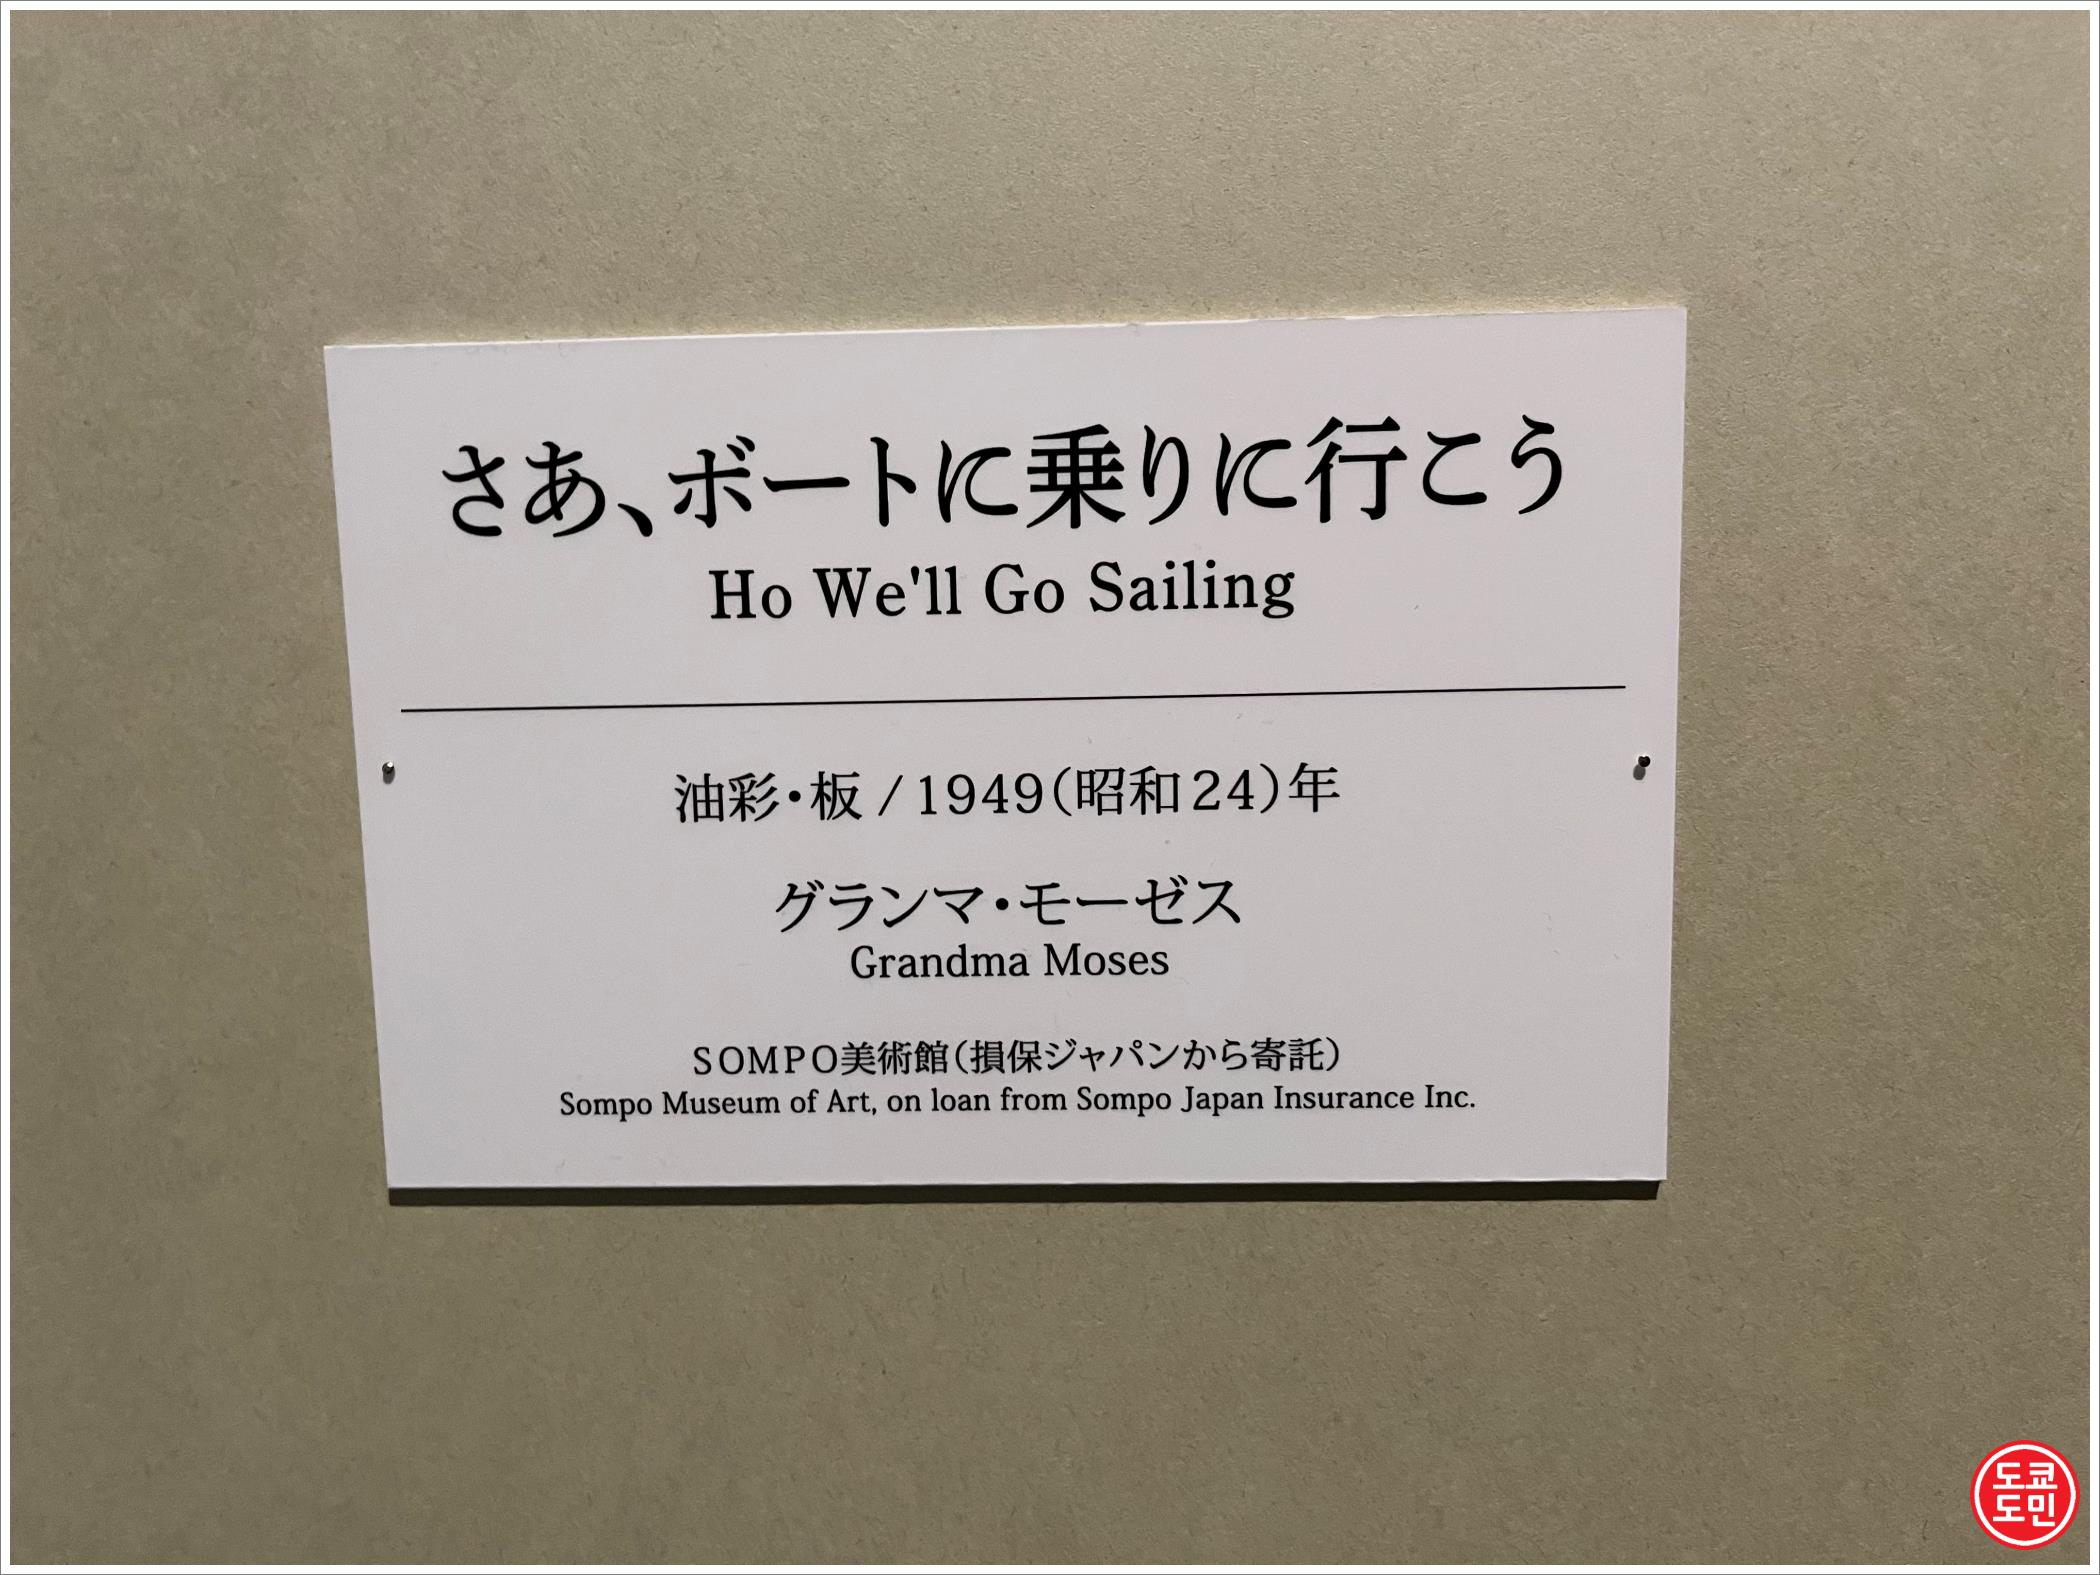 さあ、ボートに乗りに行こう
Ho We'll Go Sailing
油彩・板 / 1949(昭和24)年
グランマ・モーゼス
Grandma Moses
SOMPO美術館(損保ジャパンから寄託)
Sompo Museum of Art, on loan from Sompo Japan Insurance Inc.
도쿄
도민